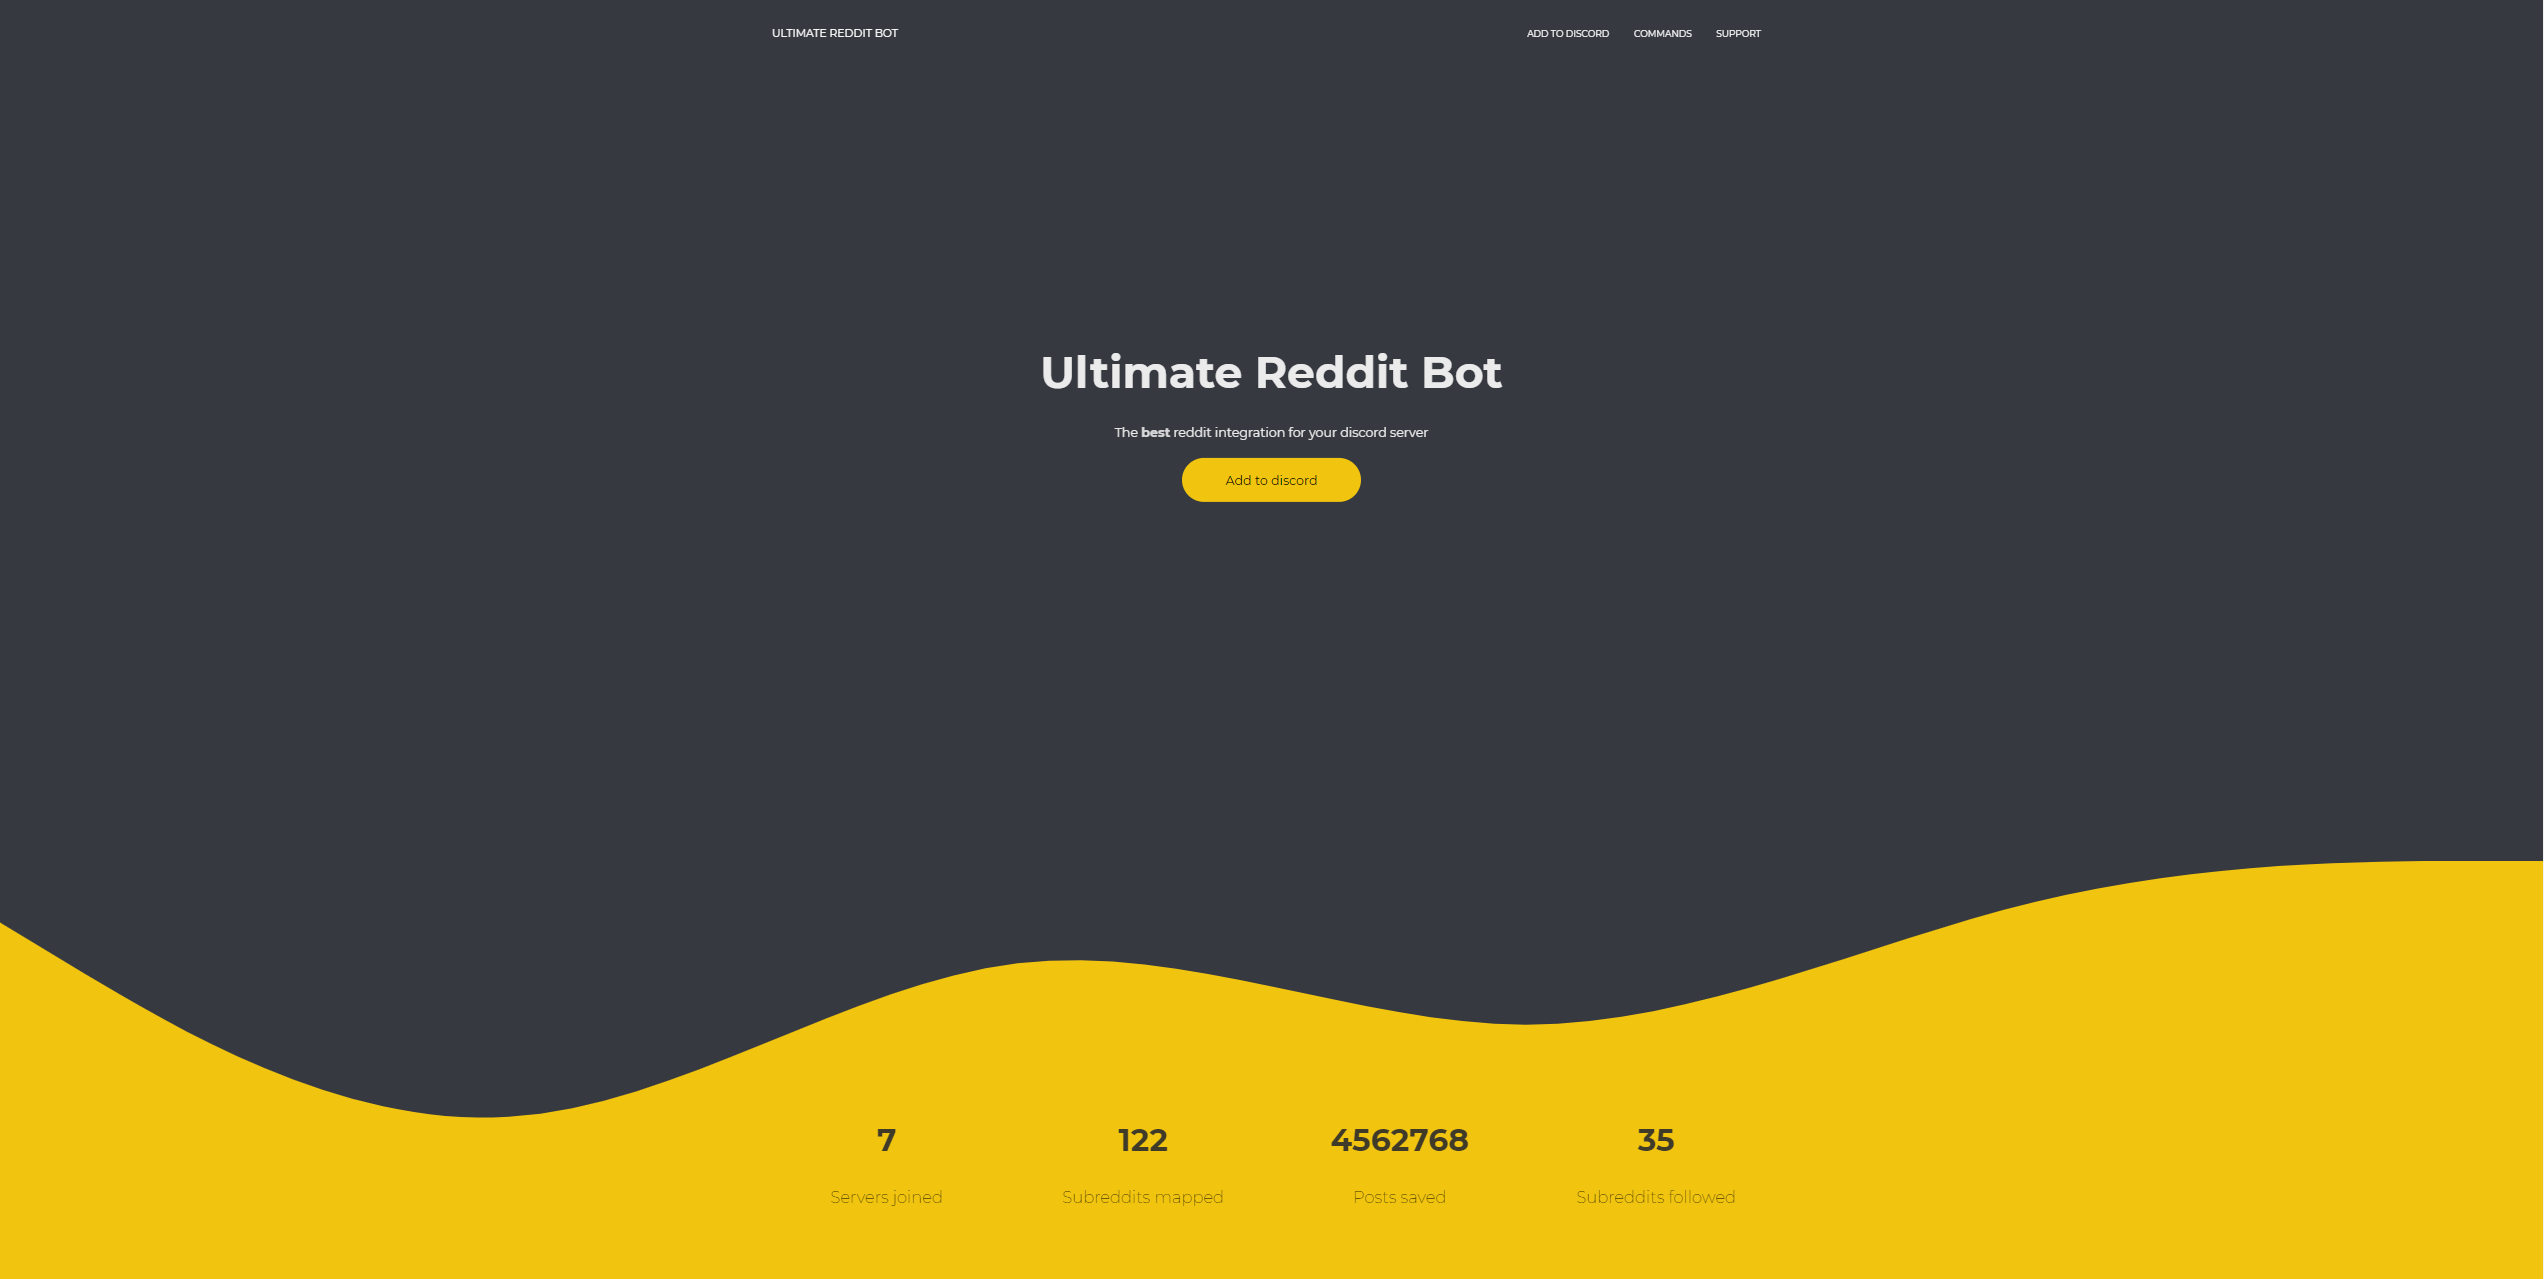 ULTIMATE REDDIT BOT
ADD TO DISCORD COMMANDS SUPPORT
Ultimate Reddit Bot
The best reddit integration for your discord server
Add to discord
7 122 4562768 35
Servers joined Subreddits mapped Posts saved Subreddits followed